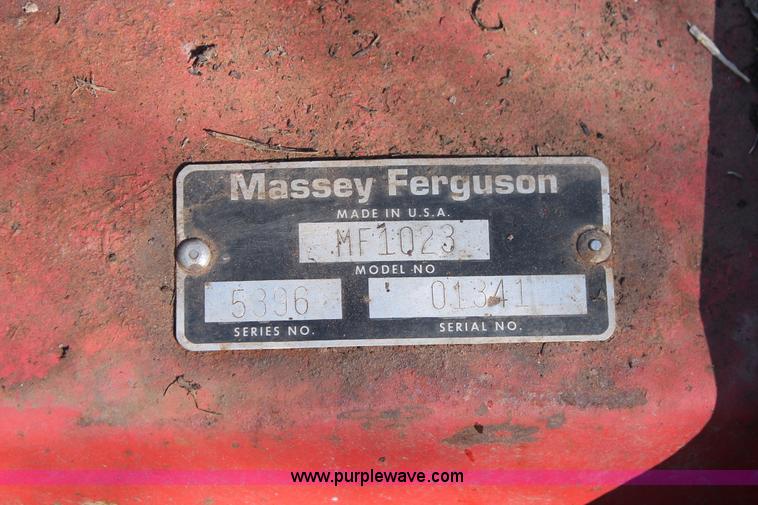 Massey Ferguson
MADE IN U.S.A.
MF1023
MODEL NO
5396 01341
SERIES NO. SERIAL NO.
www.purplewave.com